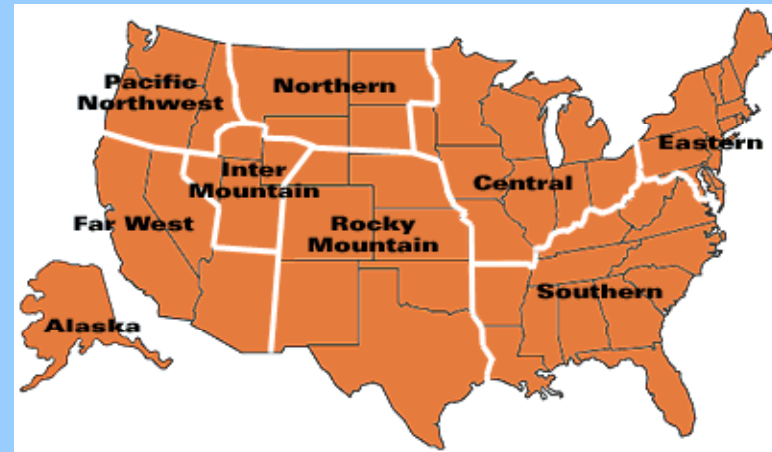 Pacific
Northwest
Northern
Eastern
Inter
Mountain
Central
Far West
Rocky
Mountain
Southern
Alaska